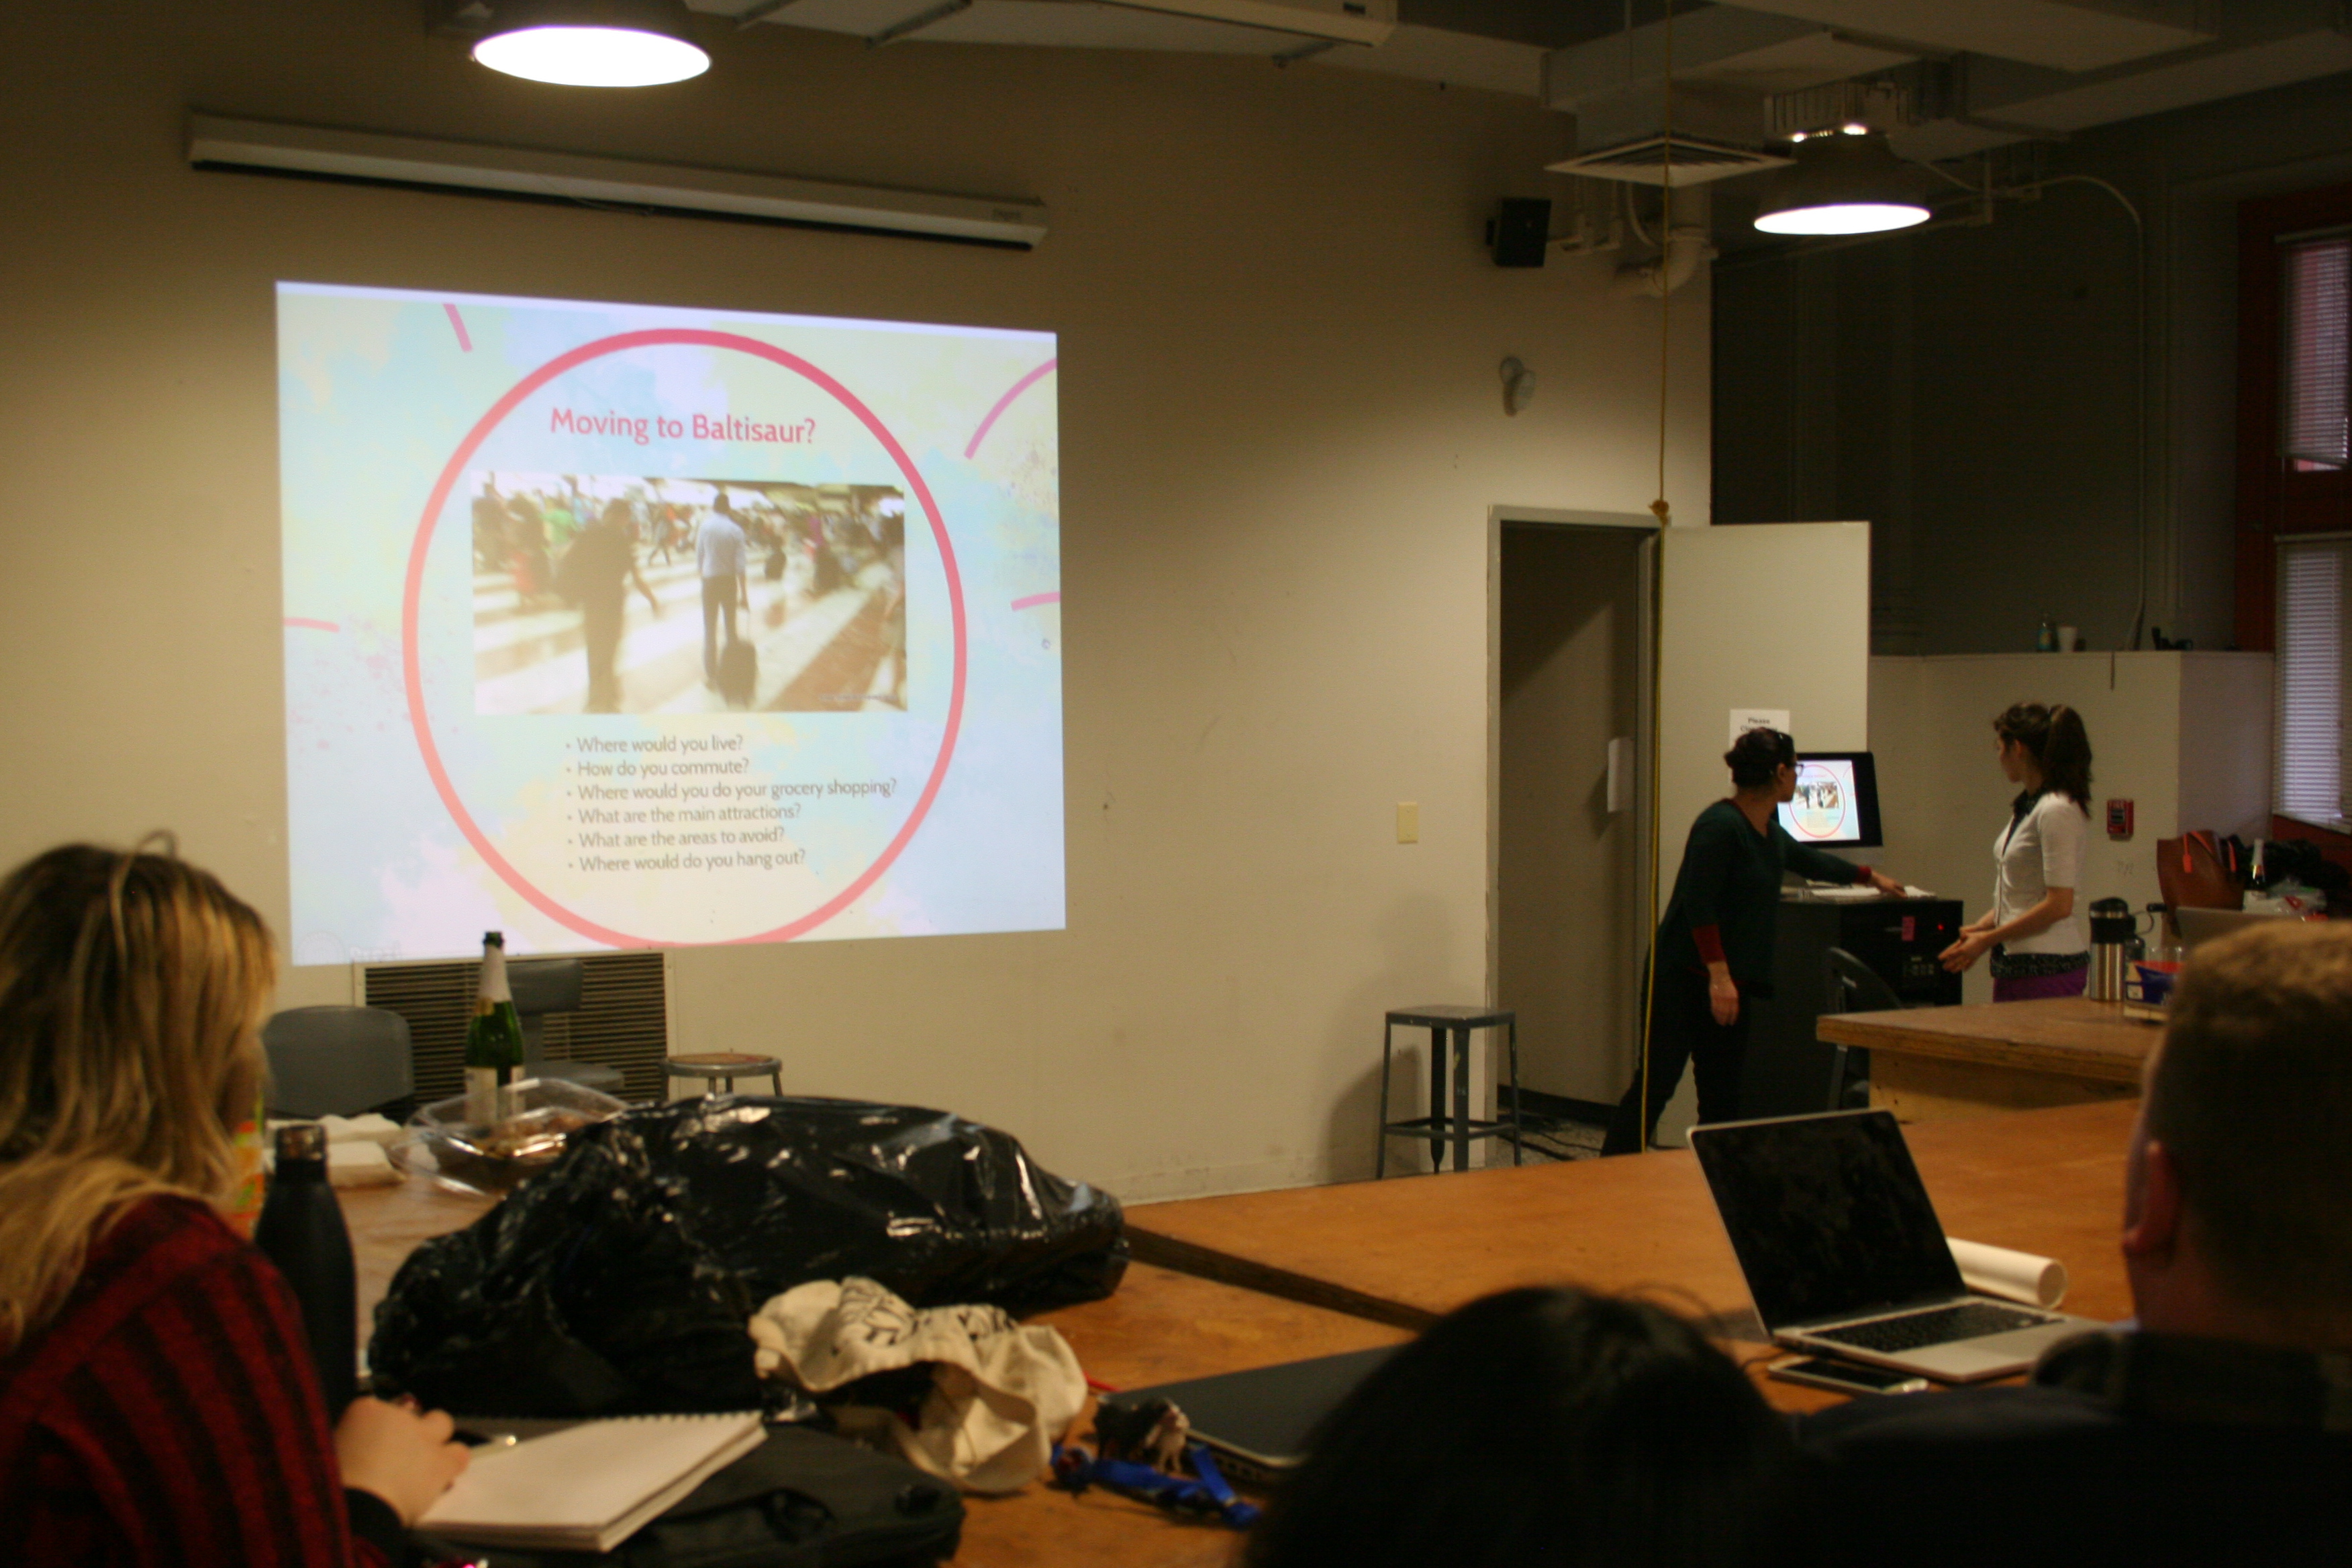 Moving to Baltisaur?
• Where would you live?
• How do you commute?
• Where would you do your grocery shopping?
• What are the main attractions?
• What are the areas to avoid?
• Where would do you hang out?
Please